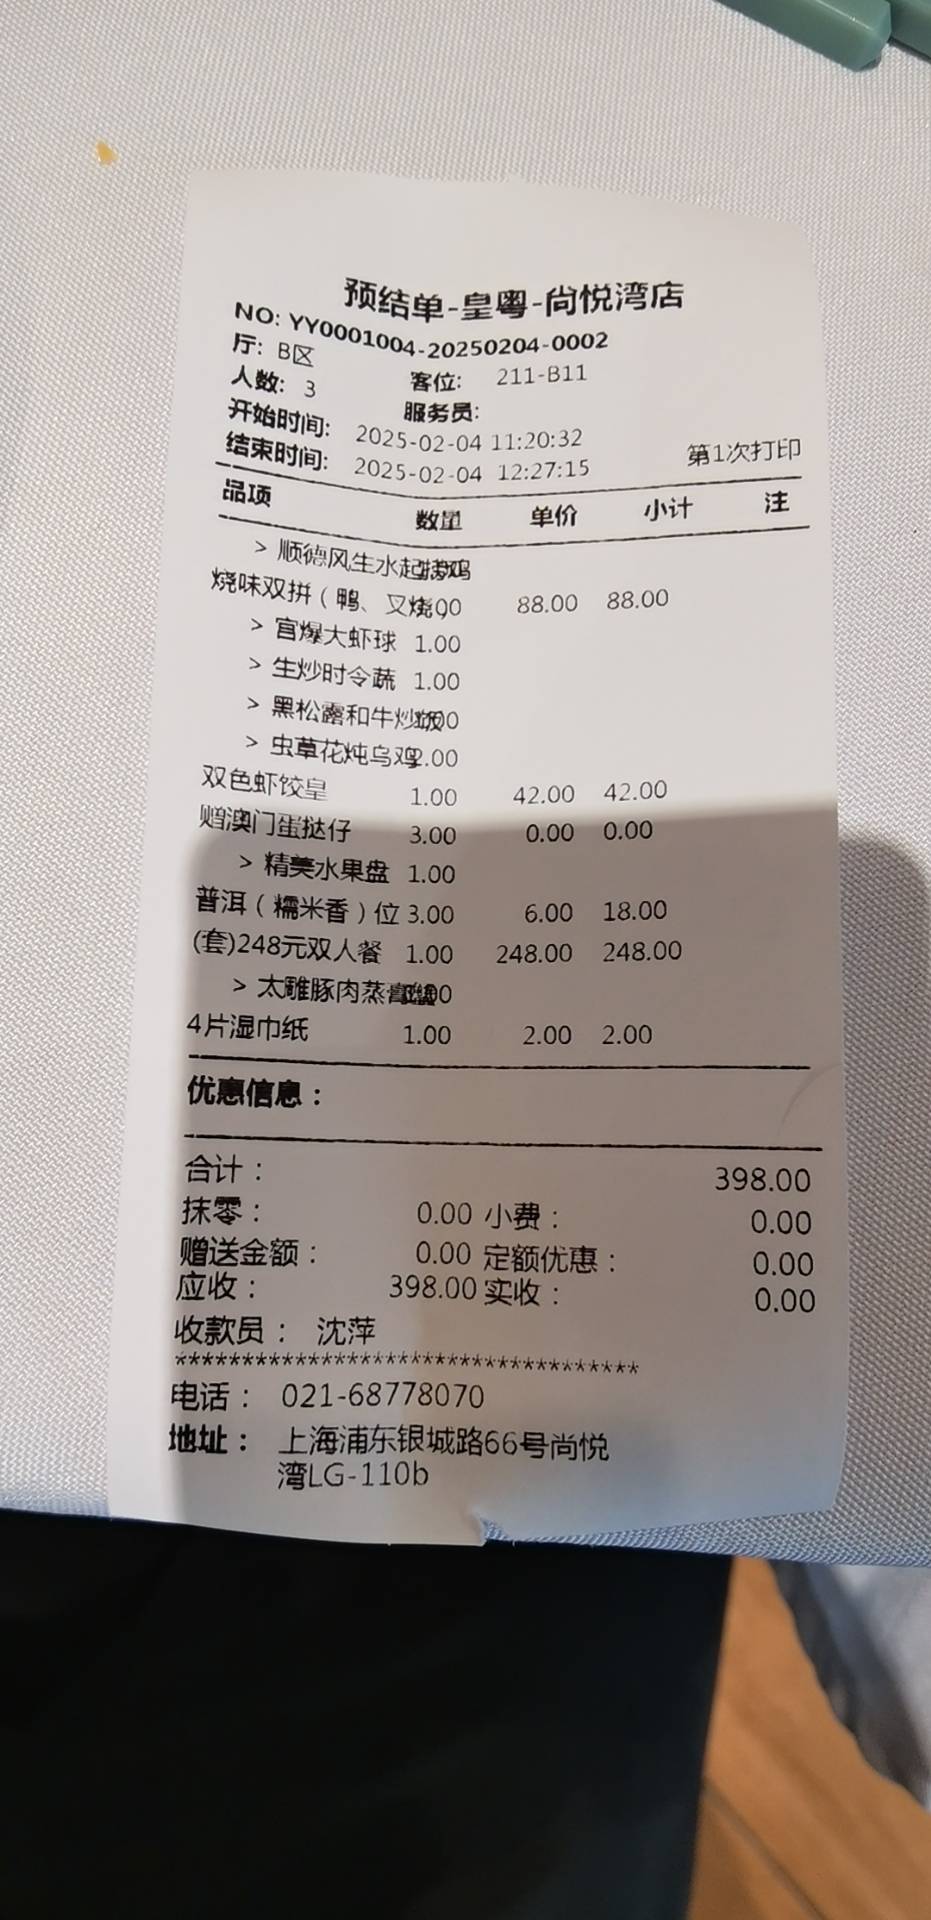 预结单-皇粤-尚悦湾店
NO: YY0001004-20250204-0002
厅: B区
人数: 3 客位: 211-B11
服务员:
开始时间: 2025-02-04 11:20:32
结束时间: 2025-02-04 12:27:15 第1次打印
品项 数量 单价 小计 注
> 顺德风生水起捞鸡
烧味双拼（鸭、叉烧 88.00 88.00
> 宫爆大虾球 1.00
> 生炒时令蔬 1.00
> 黑松露和牛炒饭
> 虫草花炖乌鸡2.00
双色虾饺皇 1.00 42.00 42.00
赠澳门蛋挞仔 3.00 0.00 0.00
> 精美水果盘 1.00
普洱（糯米香）位 3.00 6.00 18.00
(套)248元双人餐 1.00 248.00 248.00
> 太雕豚肉蒸膏
4片湿巾纸 1.00 2.00 2.00
优惠信息：
合计： 398.00
抹零： 0.00 小费： 0.00
赠送金额： 0.00 定额优惠： 0.00
应收： 398.00 实收： 0.00
收款员： 沈萍
************************************
电话： 021-68778070
地址： 上海浦东银城路66号尚悦
湾LG-110b